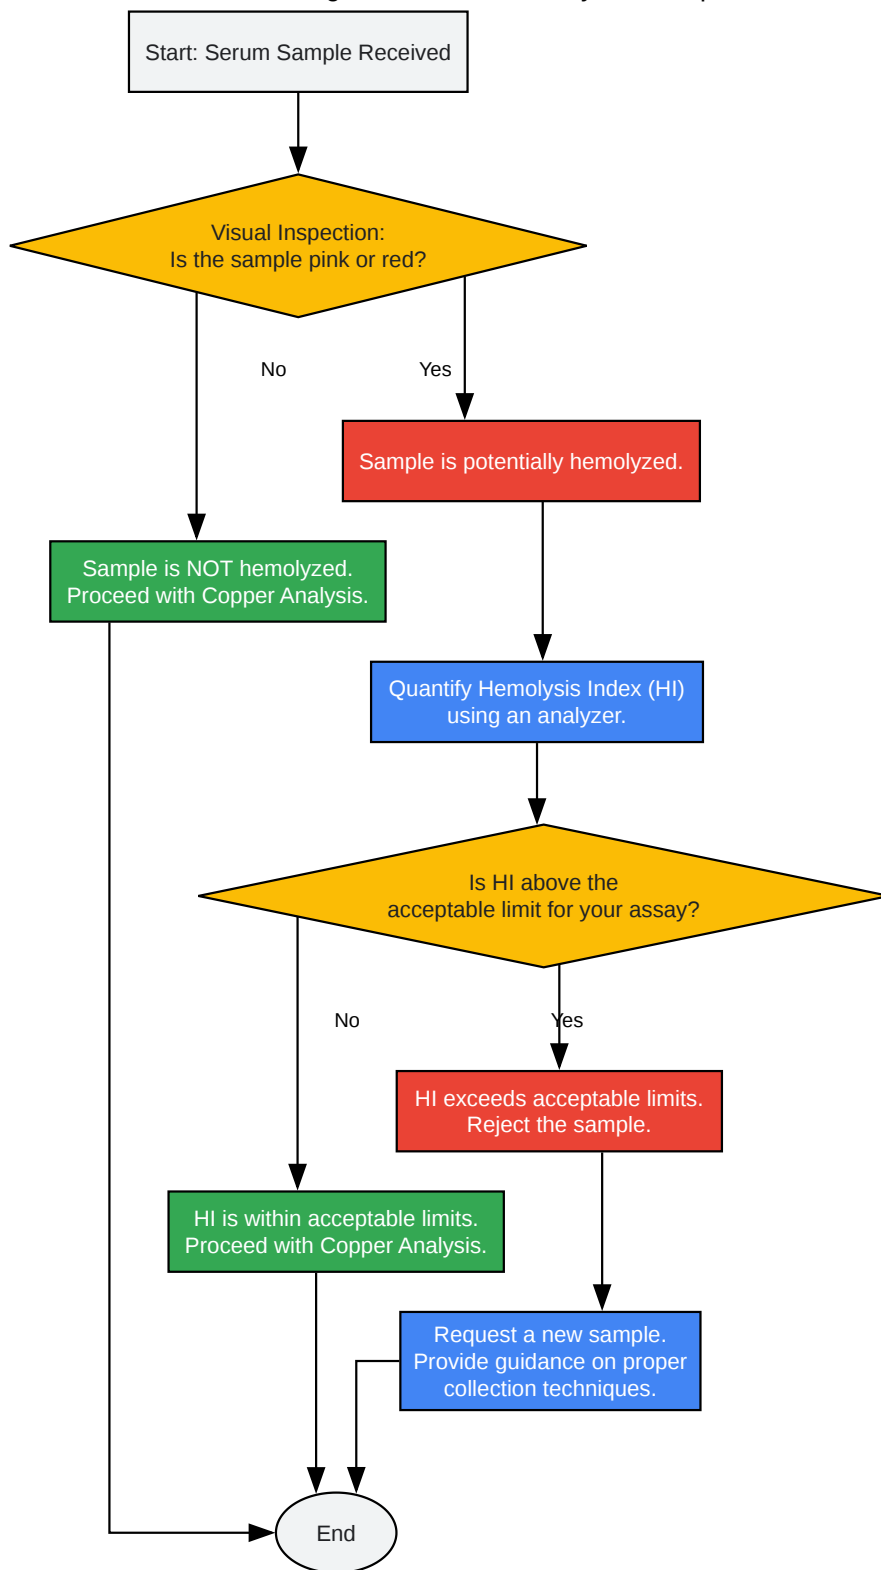 Start: Serum Sample Received
Visual Inspection:
Is the sample pink or red?
No
Yes
Sample is potentially hemolyzed.
Sample is NOT hemolyzed.
Proceed with Copper Analysis.
Quantify Hemolysis Index (HI)
using an analyzer.
Is HI above the
acceptable limit for your assay?
No
Yes
HI exceeds acceptable limits.
Reject the sample.
HI is within acceptable limits.
Proceed with Copper Analysis.
Request a new sample.
Provide guidance on proper
collection techniques.
End